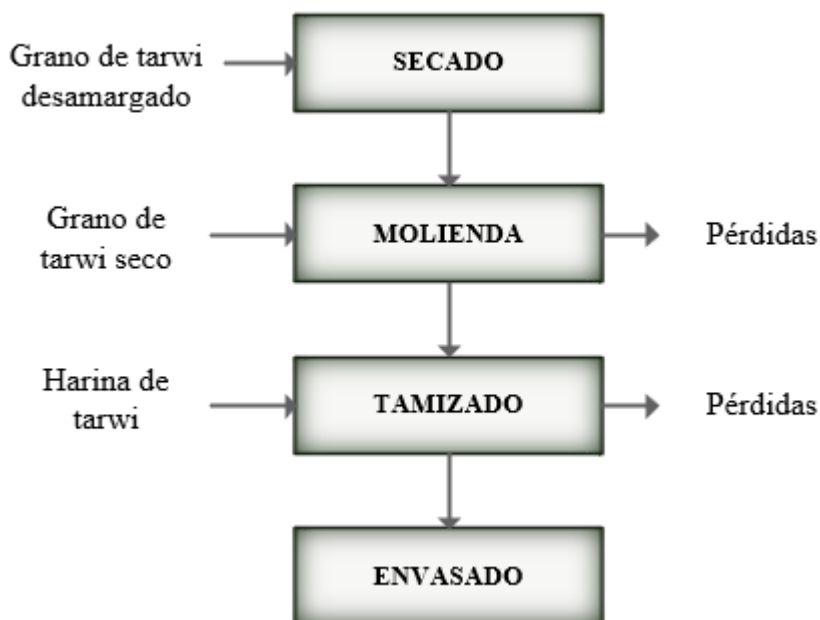 Grano de tarwi
desamargado
SECADO
Grano de
tarwi seco
MOLIENDA
Pérdidas
Harina de
tarwi
TAMIZADO
Pérdidas
ENVASADO